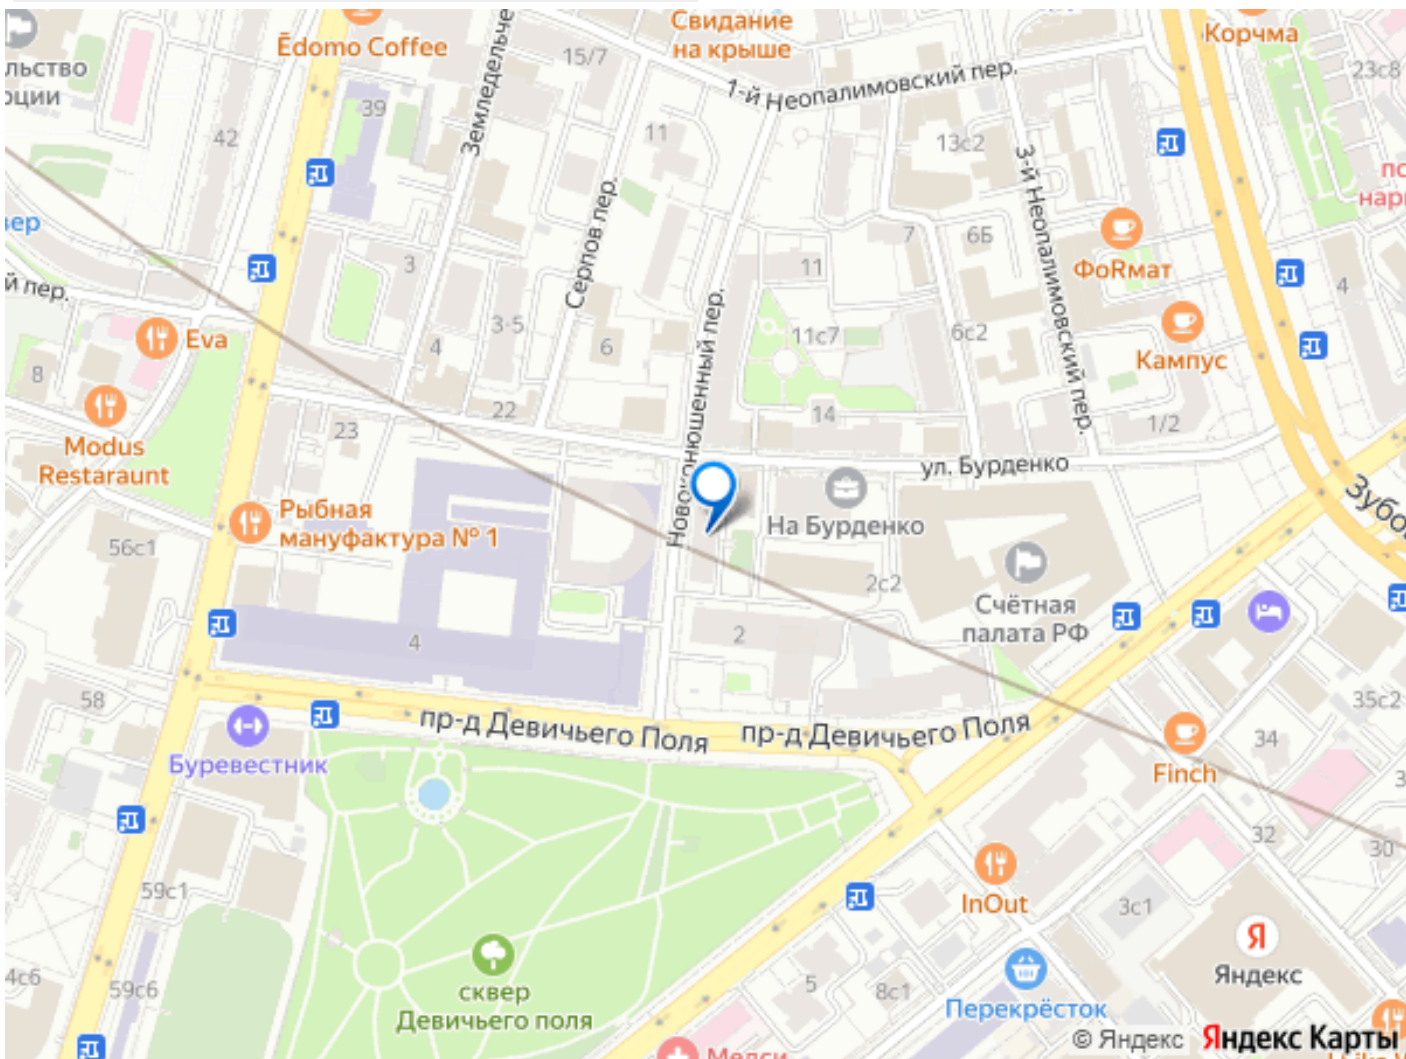 Свидание
на крыше
Ēdomo Coffee
Корчма
15/7
льство
23с8
1-й Неопалимовский пер.
39
Земледельче
42
11
13с2
3-й Неопалимовский пер.
Серпов пер.
7
6Б
ФоRмат
3
11
й пер.
4
Новоконюшенный пер.
3-5
6
11с7
6с2
Eva
4
Кампус
8
22
14
1/2
23
Modus
Restaraunt
ул. Бурденко
Зубо
Рыбная
мануфактура № 1
На Бурденко
56с1
2с2
Счётная
палата РФ
4
2
58
35с2
пр-д Девичьего Поля
пр-д Девичьего Поля
34
Буревестник
Finch
32
30
59с1
InOut
3с1
Яндекс
4с6
59с6
5
8с1
сквер
Девичьего поля
Перекрёсток
© Яндекс Яндекс Карты
Медси